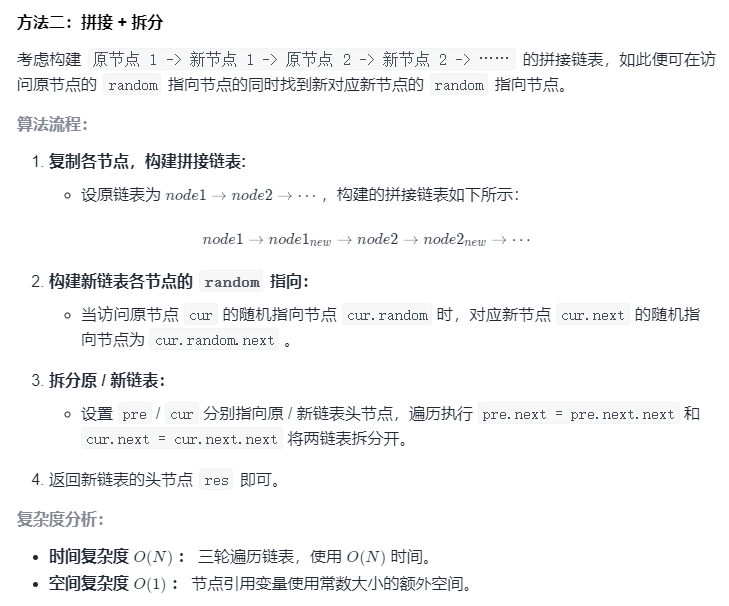 方法二：拼接 + 拆分
考虑构建 原节点 1 -> 新节点 1 -> 原节点 2 -> 新节点 2 -> …… 的拼接链表，如此便可在访
问原节点的 random 指向节点的同时找到新对应新节点的 random 指向节点。
算法流程：
1. 复制各节点，构建拼接链表:
设原链表为 node1 → node2 → ⋯ ，构建的拼接链表如下所示：
node1 → node1new → node2 → node2new → ⋯
2. 构建新链表各节点的 random 指向：
当访问原节点 cur 的随机指向节点 cur.random 时，对应新节点 cur.next 的随机指
向节点为 cur.random.next 。
3. 拆分原 / 新链表：
设置 pre / cur 分别指向原 / 新链表头节点，遍历执行 pre.next = pre.next.next 和
cur.next = cur.next.next 将两链表拆分开。
4. 返回新链表的头节点 res 即可。
复杂度分析：
时间复杂度 O(N) ： 三轮遍历链表，使用 O(N) 时间。
空间复杂度 O(1) ： 节点引用变量使用常数大小的额外空间。